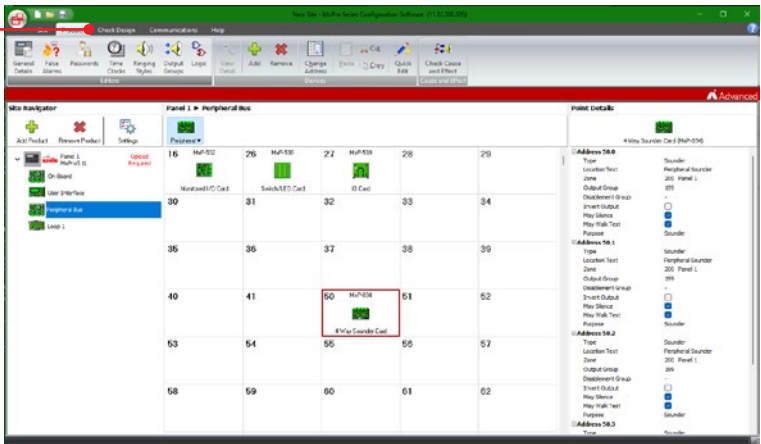 New Site - MxPro Series Configuration Software
Check Design
Communications
Help
General Details
False Alarms
Passwords
Time Clocks
Ringing Styles
Output Groups
Logic
View Detail
Add
Remove
Change Address
Cut
Copy
Quick Edit
Check Cause and Effect
Editors
Devices
Cause and Effect
Advanced
Site Navigator
Add Product
Remove Product
Settings
Panel 1
Upload Required
On-Board
User Interface
Peripheral Bus
Loop 1
Panel 1 ► Peripheral Bus
Peripheral
16
Monitored I/O Card
26
Switch/LED Card
27
IO Card
28
29
30
31
32
33
34
35
36
37
38
39
40
41
50
4 Way Sounder Card
51
52
53
54
55
56
57
58
59
60
61
62
Point Details
4 Way Sounder Card (MXP-034)
Address 50.0
Type Sounder
Location Text Peripheral Sounder
Zone 200 Panel 1
Output Group 199
Disablement Group -
Invert Output
May Silence
May Walk Test
Purpose Sounder
Address 50.1
Type Sounder
Location Text Peripheral Sounder
Zone 200 Panel 1
Output Group 199
Disablement Group -
Invert Output
May Silence
May Walk Test
Purpose Sounder
Address 50.2
Type Sounder
Location Text Peripheral Sounder
Zone 200 Panel 1
Output Group 199
Disablement Group -
Invert Output
May Silence
May Walk Test
Purpose Sounder
Address 50.3
Type Sounder